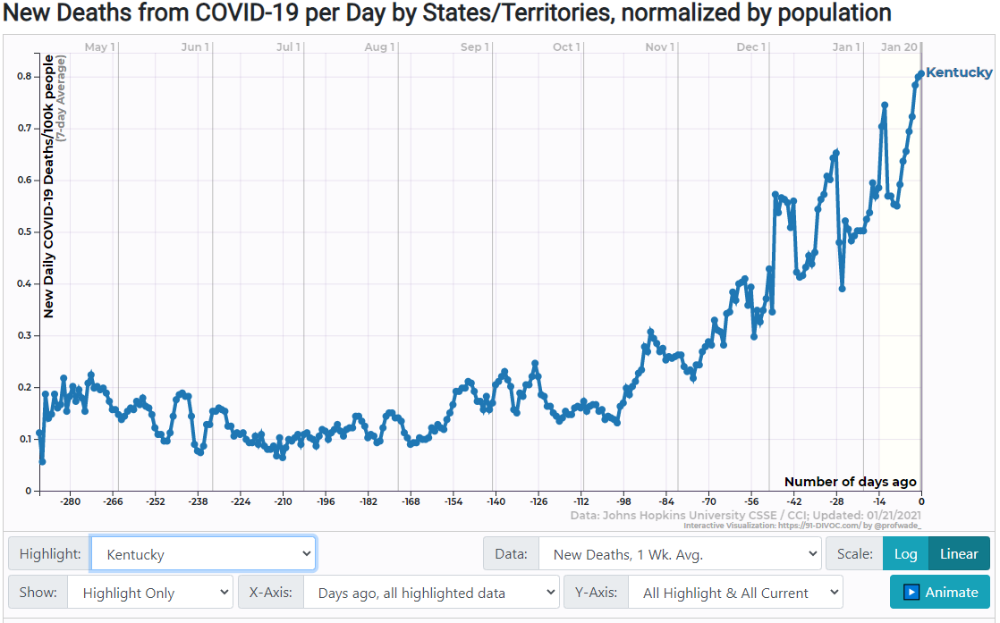 New Deaths from COVID-19 per Day by States/Territories, normalized by population
May 1 Jun 1 Jul 1 Aug 1 Sep 1 Oct 1 Nov 1 Dec 1 Jan 1 Jan 20
New Daily COVID-19 Deaths/100k people
(7-day Average)
Kentucky
0.8
0.7
0.6
0.5
0.4
0.3
0.2
0.1
0
Number of days ago
-280 -266 -252 -238 -224 -210 -196 -182 -168 -154 -140 -126 -112 -98 -84 -70 -56 -42 -28 -14 0
Data: Johns Hopkins University CSSE / CCI; Updated: 01/21/2021
Interactive Visualization: https://91-DIVOC.com/ by @profwade_
Highlight: Kentucky Data: New Deaths, 1 Wk. Avg. Scale: Log Linear
Show: Highlight Only X-Axis: Days ago, all highlighted data Y-Axis: All Highlight & All Current Animate